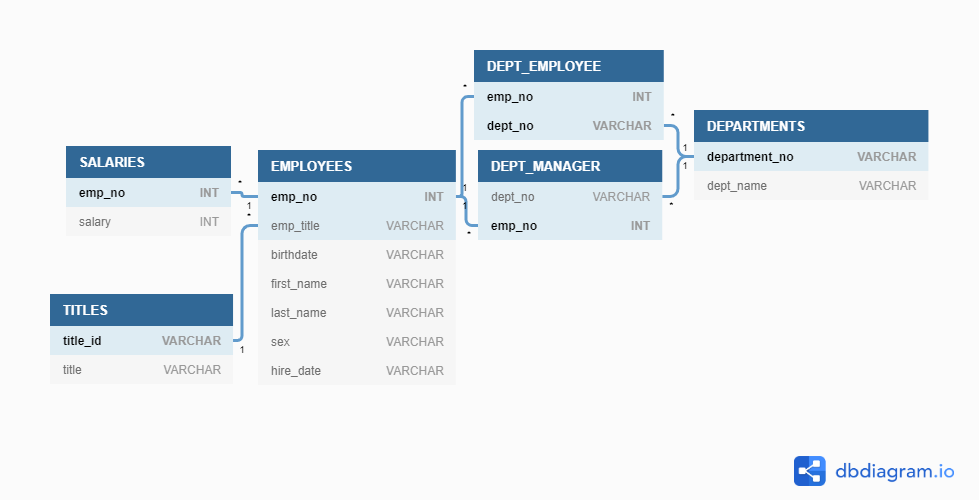 DEPT_EMPLOYEE
emp_no INT
dept_no VARCHAR
DEPARTMENTS
department_no VARCHAR
dept_name VARCHAR
SALARIES
emp_no INT
salary INT
EMPLOYEES
emp_no INT
emp_title VARCHAR
birthdate VARCHAR
first_name VARCHAR
last_name VARCHAR
sex VARCHAR
hire_date VARCHAR
DEPT_MANAGER
dept_no VARCHAR
emp_no INT
TITLES
title_id VARCHAR
title VARCHAR
*
1
*
1
*
1
1
*
*
1
1
*
dbdiagram.io